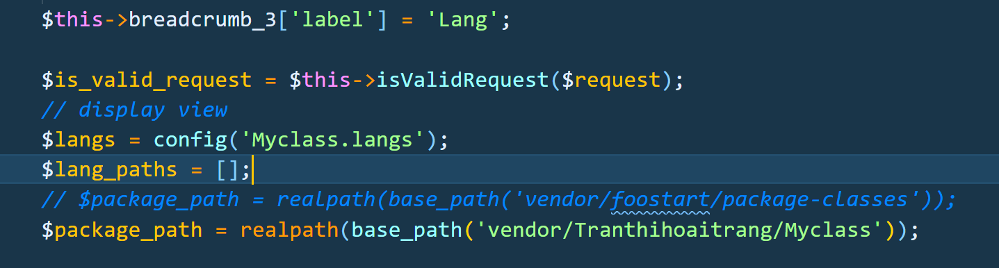 $this->breadcrumb_3['label'] = 'Lang';
$is_valid_request = $this->isValidRequest($request);
// display view
$langs = config('Myclass.langs');
$lang_paths = [];
// $package_path = realpath(base_path('vendor/foostart/package-classes'));
$package_path = realpath(base_path('vendor/Tranthihoaitrang/Myclass'));